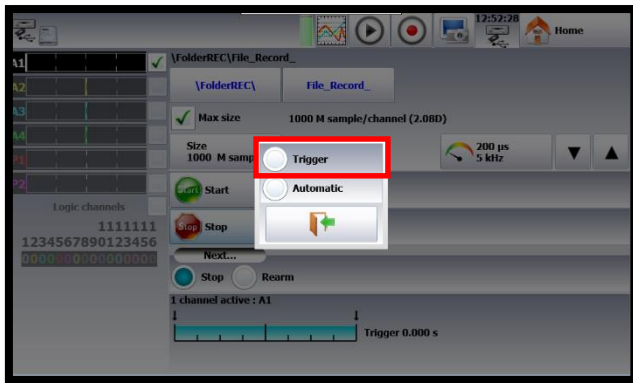 12:52:28
Home
A1
\FolderREC\File_Record_
A2
\FolderREC\ File_Record_
A3
Max size 1000 M sample/channel (2.08D)
A4
Size
1000 M samp
Trigger
200 µs
5 kHz
P1
P2
Start Start
Automatic
Logic channels
1111111
1234567890123456
0000000000000000
Stop Stop
Next...
Stop Rearm
1 channel active : A1
Trigger 0.000 s